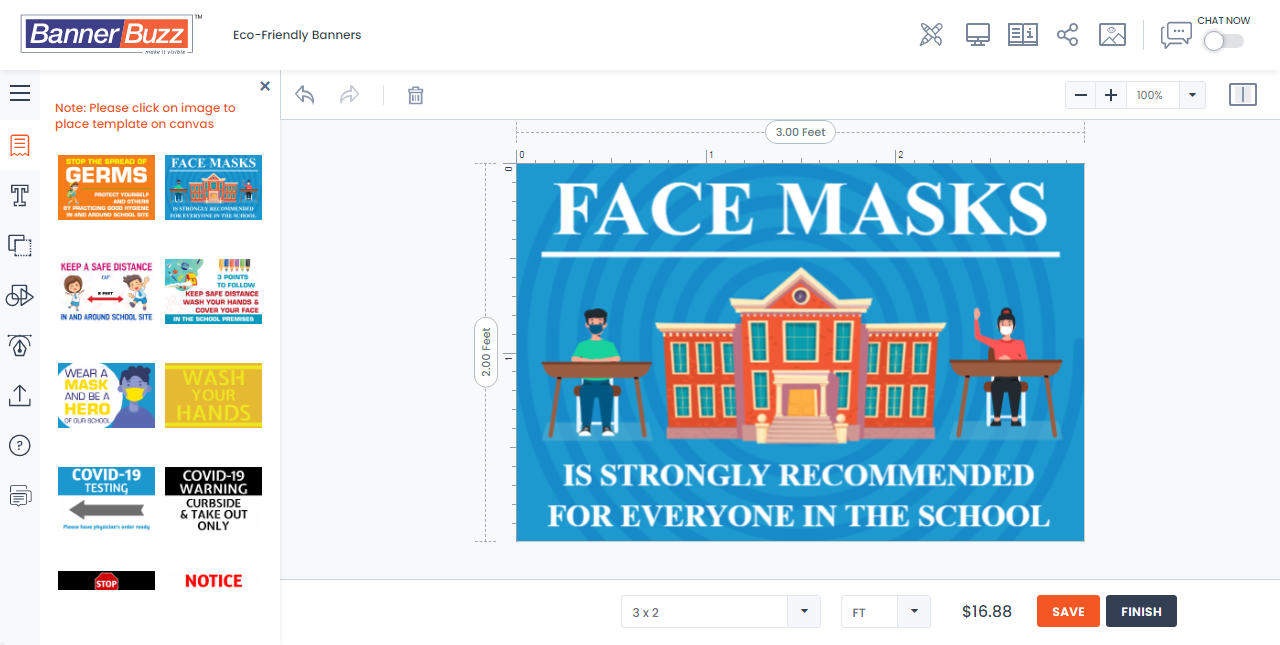 BannerBuzz
TM
make it visible
Eco-Friendly Banners
CHAT NOW
Note: Please click on image to
place template on canvas
100%
STOP THE SPREAD OF
GERMS
PROTECT YOURSELF
AND OTHERS
BY PRACTICING GOOD HYGIENE
IN AND AROUND SCHOOL SITE
FACE MASKS
IS STRONGLY RECOMMENDED
FOR EVERYONE IN THE SCHOOL
KEEP A SAFE DISTANCE
OF
6 FEET
IN AND AROUND SCHOOL SITE
3 POINTS
TO FOLLOW
KEEP SAFE DISTANCE
WASH YOUR HANDS &
COVER YOUR FACE
IN THE SCHOOL PREMISES
WEAR A
MASK
AND BE A
HERO
OF OUR SCHOOL
WASH
YOUR
HANDS
COVID-19
TESTING
Please have physician's order ready
COVID-19
WARNING
CURBSIDE
& TAKE OUT
ONLY
STOP
NOTICE
3.00 Feet
0
1
2
0
1
2.00 Feet
FACE MASKS
IS STRONGLY RECOMMENDED
FOR EVERYONE IN THE SCHOOL
3 x 2
FT
$16.88
SAVE
FINISH